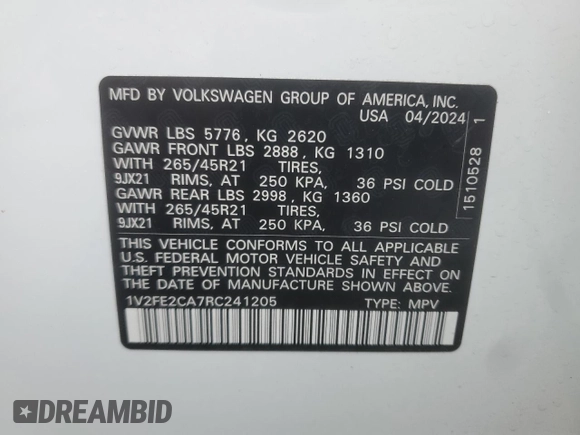 MFD BY VOLKSWAGEN GROUP OF AMERICA, INC.
USA 04/2024
GVWR LBS 5776, KG 2620
GAWR FRONT LBS 2888, KG 1310
WITH 265/45R21 TIRES,
9JX21 RIMS, AT 250 KPA, 36 PSI COLD
GAWR REAR LBS 2998, KG 1360
WITH 265/45R21 TIRES,
9JX21 RIMS, AT 250 KPA, 36 PSI COLD
THIS VEHICLE CONFORMS TO ALL APPLICABLE
U.S. FEDERAL MOTOR VEHICLE SAFETY AND
THEFT PREVENTION STANDARDS IN EFFECT ON
THE DATE OF MANUFACTURE SHOWN ABOVE.
1V2FE2CA7RC241205 TYPE: MPV
1510528 1
DREAMBID